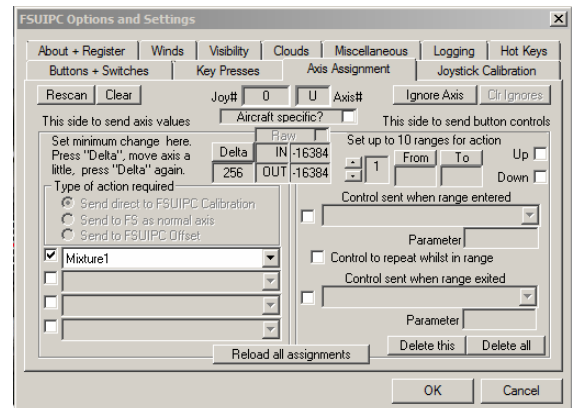 FSUIPC Options and Settings
About + Register Winds Visibility Clouds Miscellaneous Logging Hot Keys
Buttons + Switches Key Presses Axis Assignment Joystick Calibration
Rescan Clear Joy# 0 U Axis# Ignore Axis Clr Ignores
Aircraft specific?
This side to send axis values This side to send button controls
Raw
Set minimum change here. Delta IN -16384 Set up to 10 ranges for action
Press "Delta", move axis a 1 From To Up
little, press "Delta" again. 256 OUT -16384 Down
Type of action required
Send direct to FSUIPC Calibration
Send to FS as normal axis
Send to FSUIPC Offset
Mixture1
Control sent when range entered
Parameter
Control to repeat whilst in range
Control sent when range exited
Parameter
Reload all assignments Delete this Delete all
OK Cancel